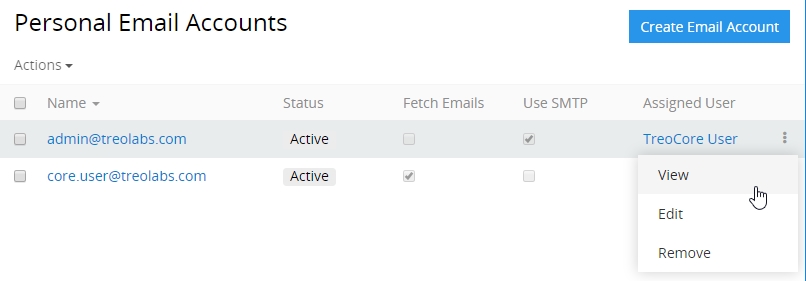 Personal Email Accounts
Create Email Account
Actions
Name Status Fetch Emails Use SMTP Assigned User
admin@treolabs.com Active TreoCore User
core.user@treolabs.com Active
View
Edit
Remove